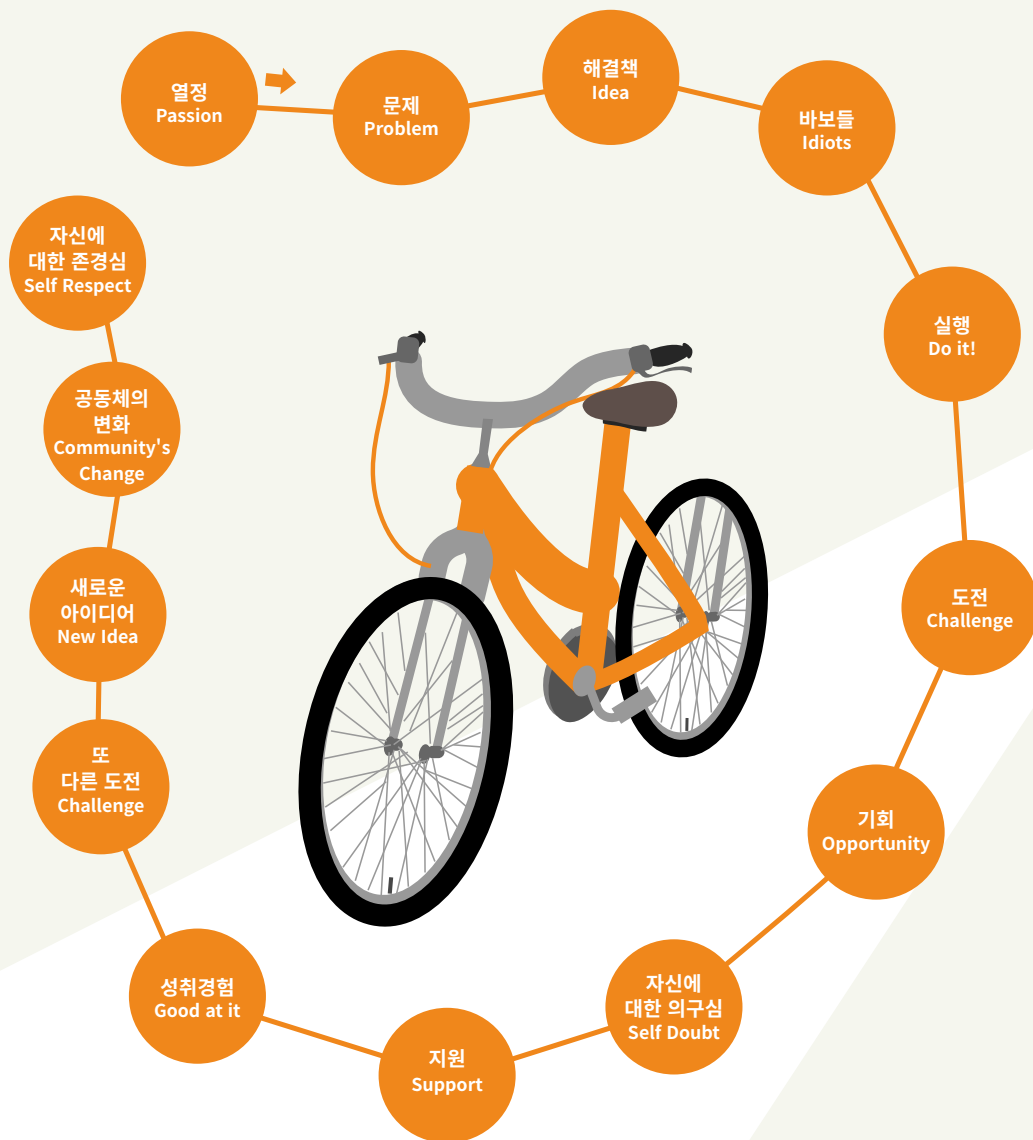 열정
Passion
문제
Problem
해결책
Idea
바보들
Idiots
실행
Do it!
도전
Challenge
기회
Opportunity
자신에
대한 의구심
Self Doubt
지원
Support
성취경험
Good at it
또
다른 도전
Challenge
새로운
아이디어
New Idea
공동체의
변화
Community's
Change
자신에
대한 존경심
Self Respect